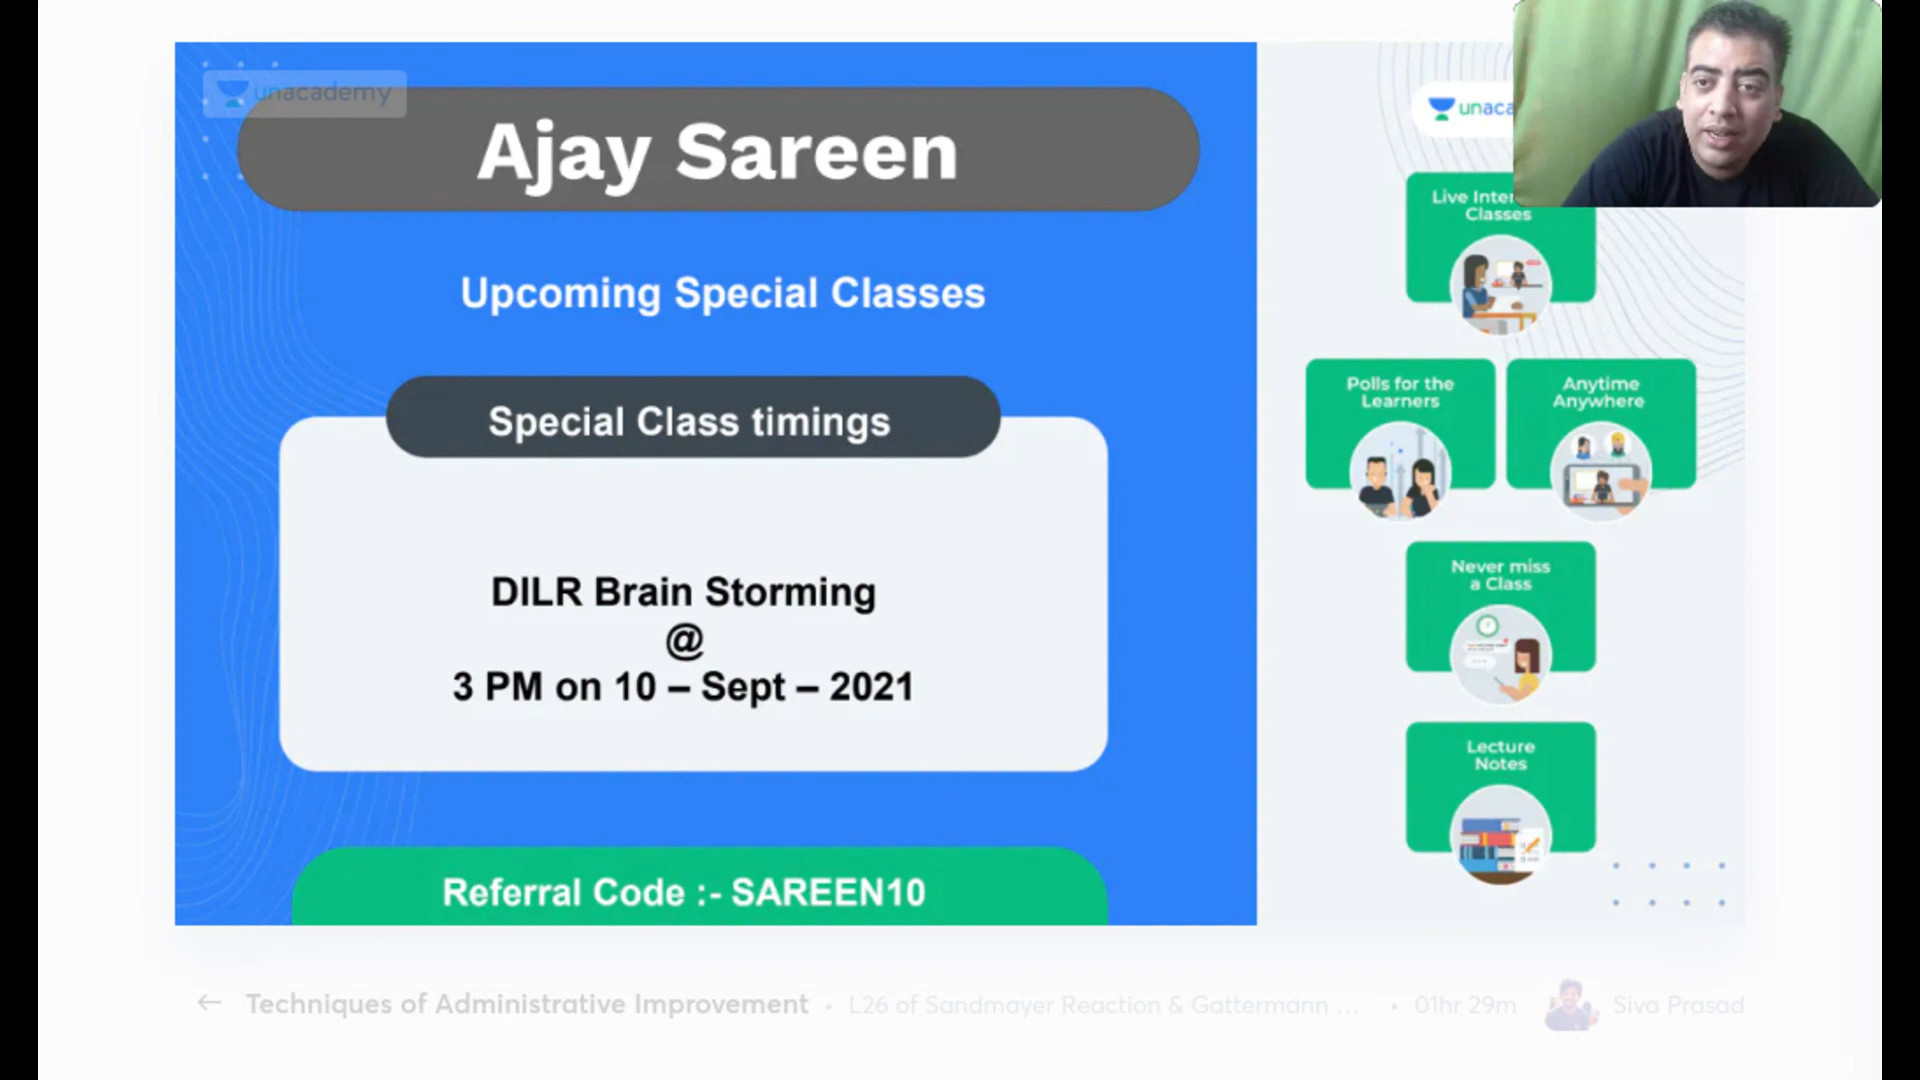 unacademy
Ajay Sareen
Upcoming Special Classes
Special Class timings
DILR Brain Storming
@
3 PM on 10 – Sept – 2021
Referral Code :- SAREEN10
unaca
Live Inter
Classes
Polls for the
Learners
Anytime
Anywhere
Never miss
a Class
Lecture
Notes
Techniques of Administrative Improvement • L26 of Sandmayer Reaction & Gattermann ... • 01hr 29m Siva Prasad